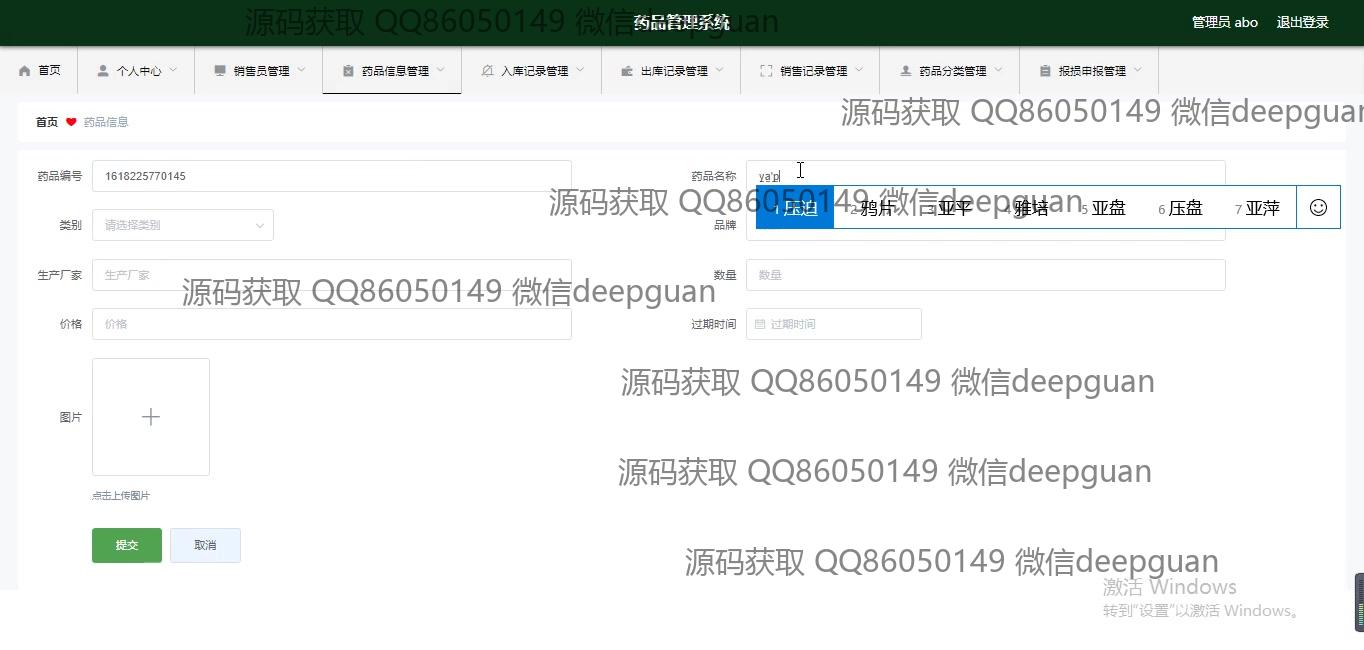 药品管理系统
管理员 abo 退出登录
源码获取 QQ86050149 微信deepguan
首页 个人中心 销售员管理 药品信息管理 入库记录管理 出库记录管理 销售记录管理 药品分类管理 报损申报管理
首页 药品信息
源码获取 QQ86050149 微信deepguan
药品编号 1618225770145 药品名称 ya'p
源码获取 QQ86050149 微信deepguan
1 压迫 2 鸦片 3 亚平 4 雅培 5 亚盘 6 压盘 7 亚萍
类别 请选择类别 品牌
生产厂家 生产厂家 数量 数量
源码获取 QQ86050149 微信deepguan
价格 价格 过期时间 过期时间
源码获取 QQ86050149 微信deepguan
图片
源码获取 QQ86050149 微信deepguan
点击上传图片
提交 取消
源码获取 QQ86050149 微信deepguan
激活 Windows
转到“设置”以激活 Windows。